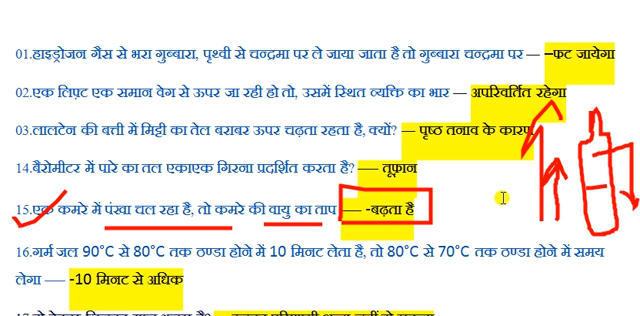 01.हाइड्रोजन गैस से भरा गुब्बारा, पृथ्वी से चन्द्रमा पर ले जाया जाता है तो गुब्बारा चन्द्रमा पर — –फट जायेगा
02.एक लिफ़्ट एक समान वेग से ऊपर जा रही हो तो, उसमें स्थित व्यक्ति का भार — अपरिवर्तित रहेगा
03.लालटेन की बत्ती में मिट्टी का तेल बराबर ऊपर चढ़ता रहता है, क्यों? — पृष्ठ तनाव के कारण
14.बैरोमीटर में पारे का तल एकाएक गिरना प्रदर्शित करता है? — तूफ़ान
15.एक कमरे में पंखा चल रहा है, तो कमरे की वायु का ताप — -बढ़ता है
16.गर्म जल 90°C से 80°C तक ठण्डा होने में 10 मिनट लेता है, तो 80°C से 70°C तक ठण्डा होने में समय
लेगा — -10 मिनट से अधिक